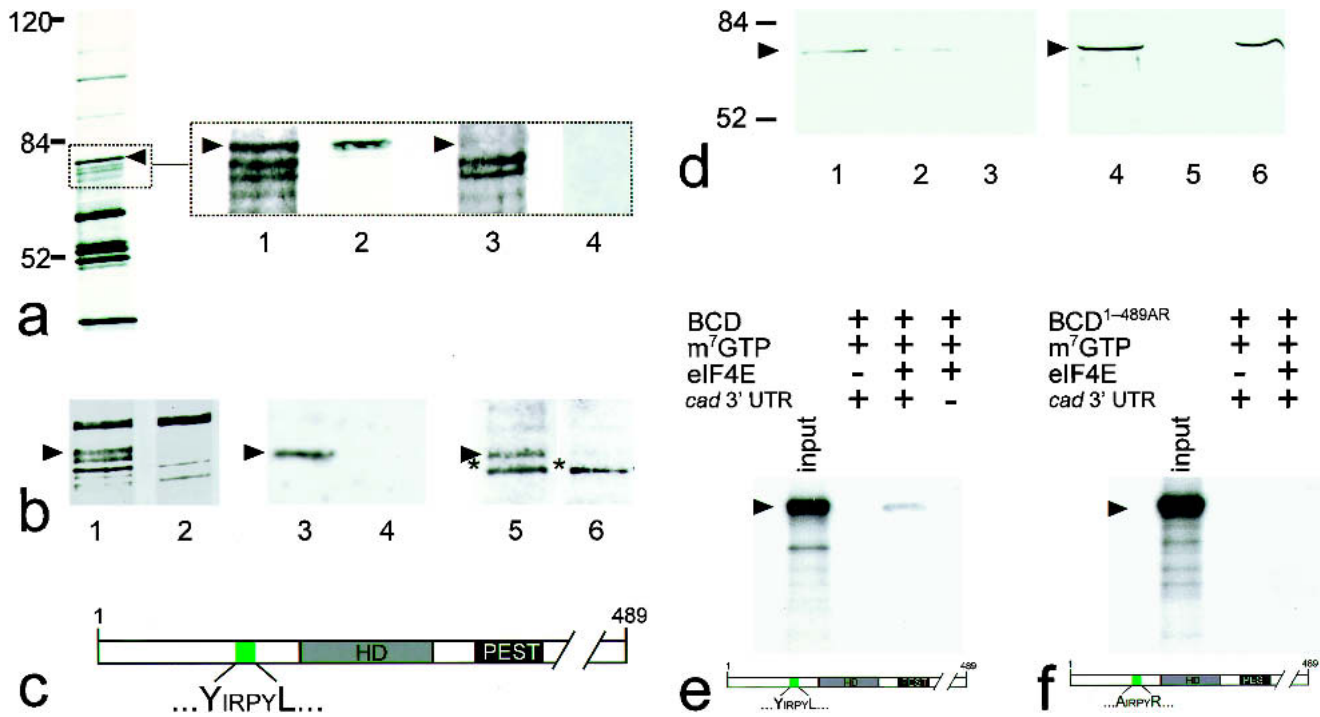 120
84
52
1 2 3 4
a
1 2 3 4 5 6
* *
b
1 489
HD PEST
...YIRPYL...
c
84
52
1 2 3 4 5 6
d
BCD + + +
m⁷GTP + + +
eIF4E - + +
cad 3' UTR + + -
input
1 489
HD PEST
...YIRPYL...
e
BCD¹⁻⁴⁸⁹ᴬᴿ + +
m⁷GTP + +
eIF4E - +
cad 3' UTR + +
input
1 489
HD PES
...AIRPYR...
f